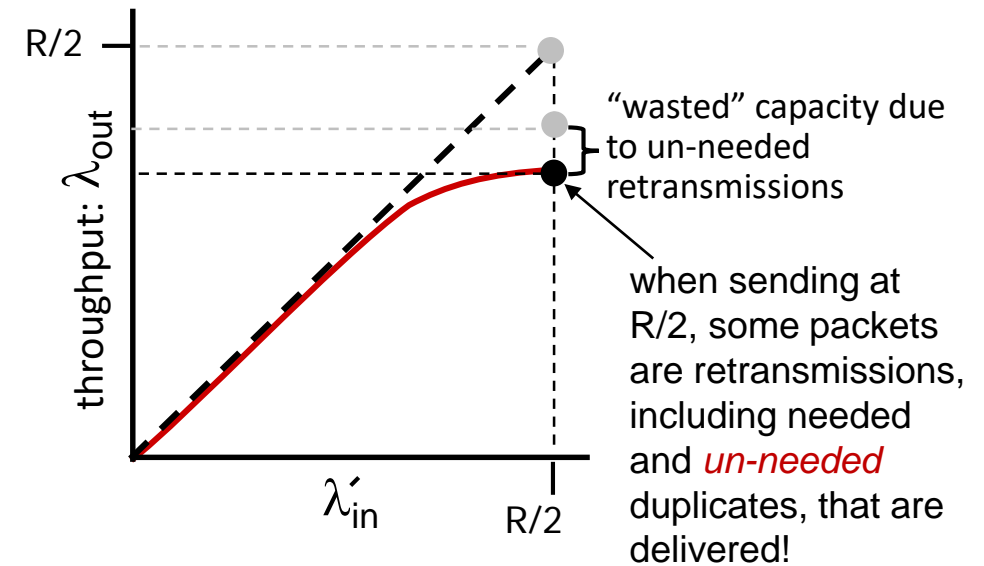 R/2
throughput: λout
“wasted” capacity due
to un-needed
retransmissions
when sending at
R/2, some packets
are retransmissions,
including needed
and un-needed
duplicates, that are
delivered!
λ′in
R/2